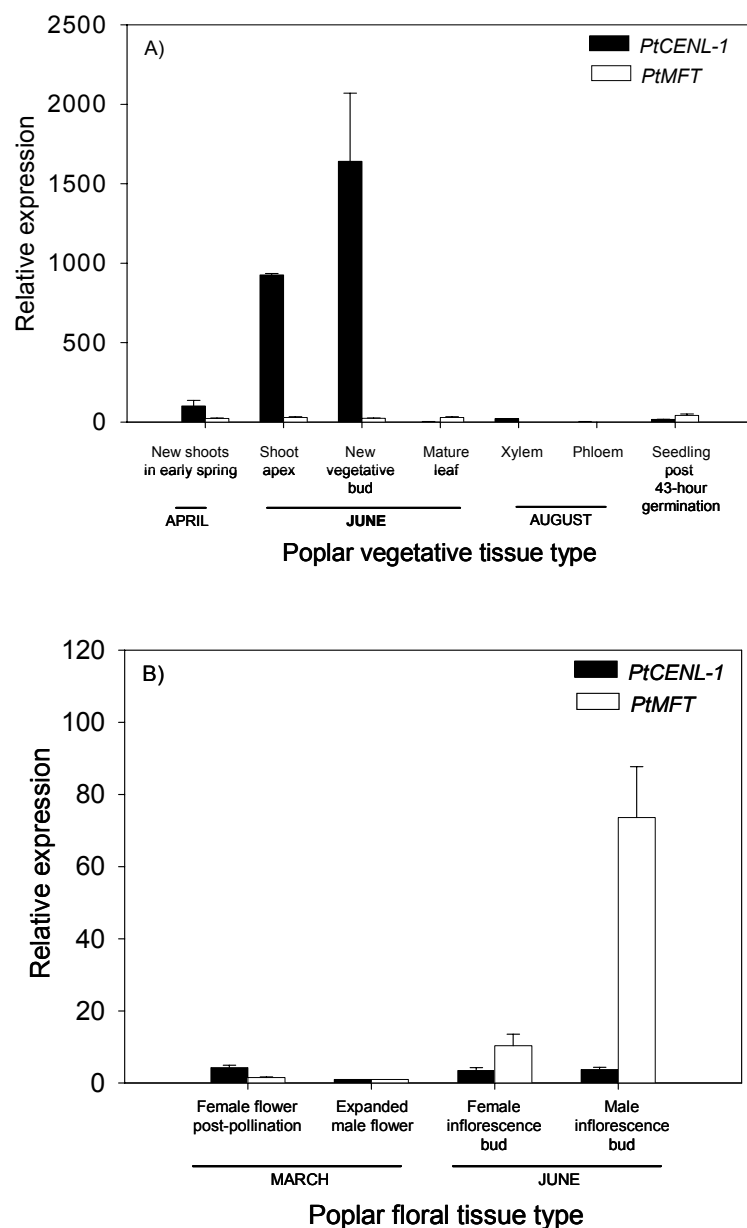 A)
PtCENL-1
PtMFT
2500
2000
1500
1000
500
0
Relative expression
New shoots in early spring
Shoot apex
New vegetative bud
Mature leaf
Xylem
Phloem
Seedling post 43-hour germination
APRIL
JUNE
AUGUST
Poplar vegetative tissue type
B)
PtCENL-1
PtMFT
120
100
80
60
40
20
0
Relative expression
Female flower post-pollination
Expanded male flower
Female inflorescence bud
Male inflorescence bud
MARCH
JUNE
Poplar floral tissue type